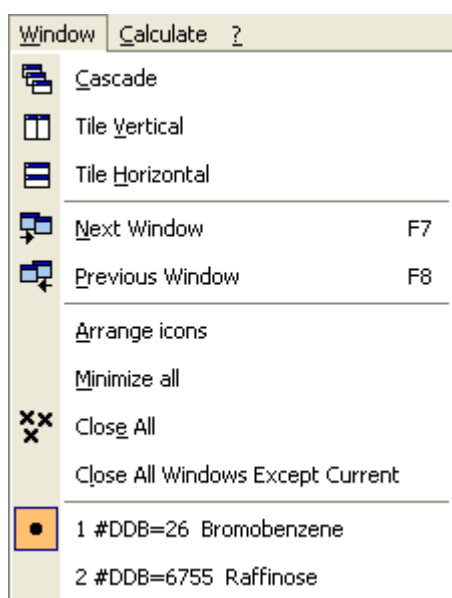 Window Calculate ?
Cascade
Tile Vertical
Tile Horizontal
Next Window F7
Previous Window F8
Arrange icons
Minimize all
Close All
Close All Windows Except Current
1 #DDB=26 Bromobenzene
2 #DDB=6755 Raffinose